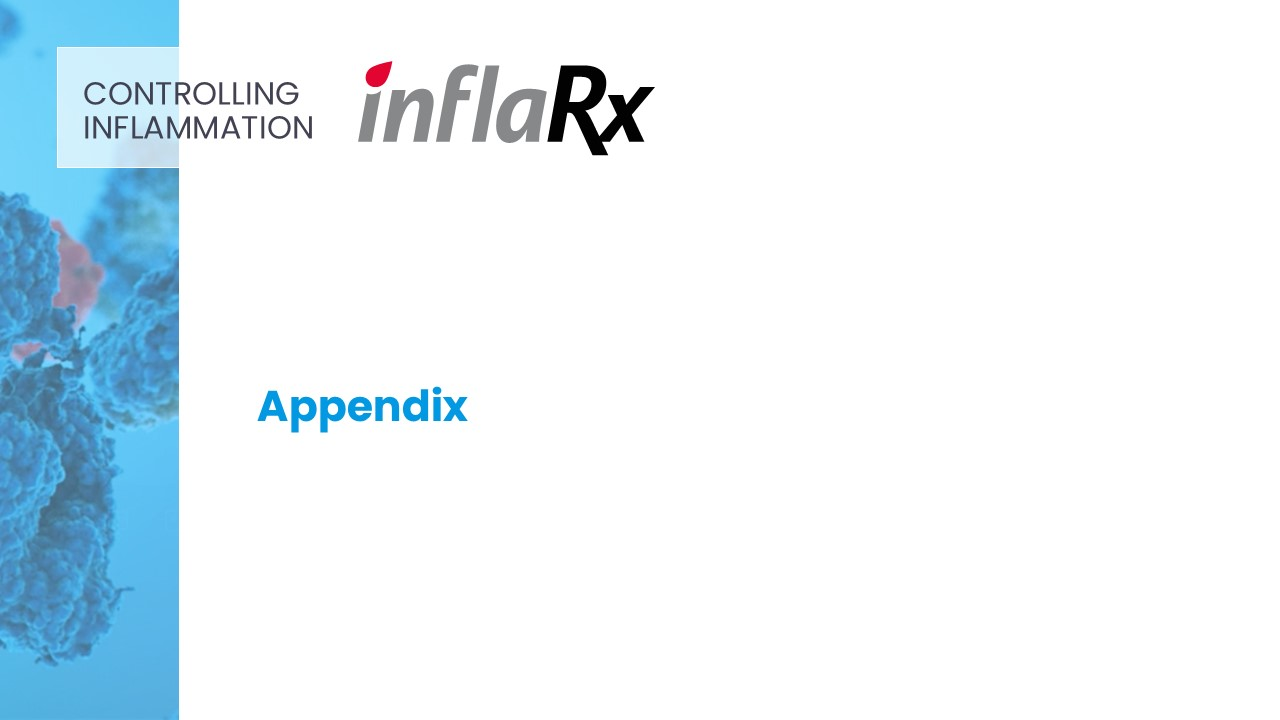 CONTROLLING
INFLAMMATION
inflaRx
Appendix